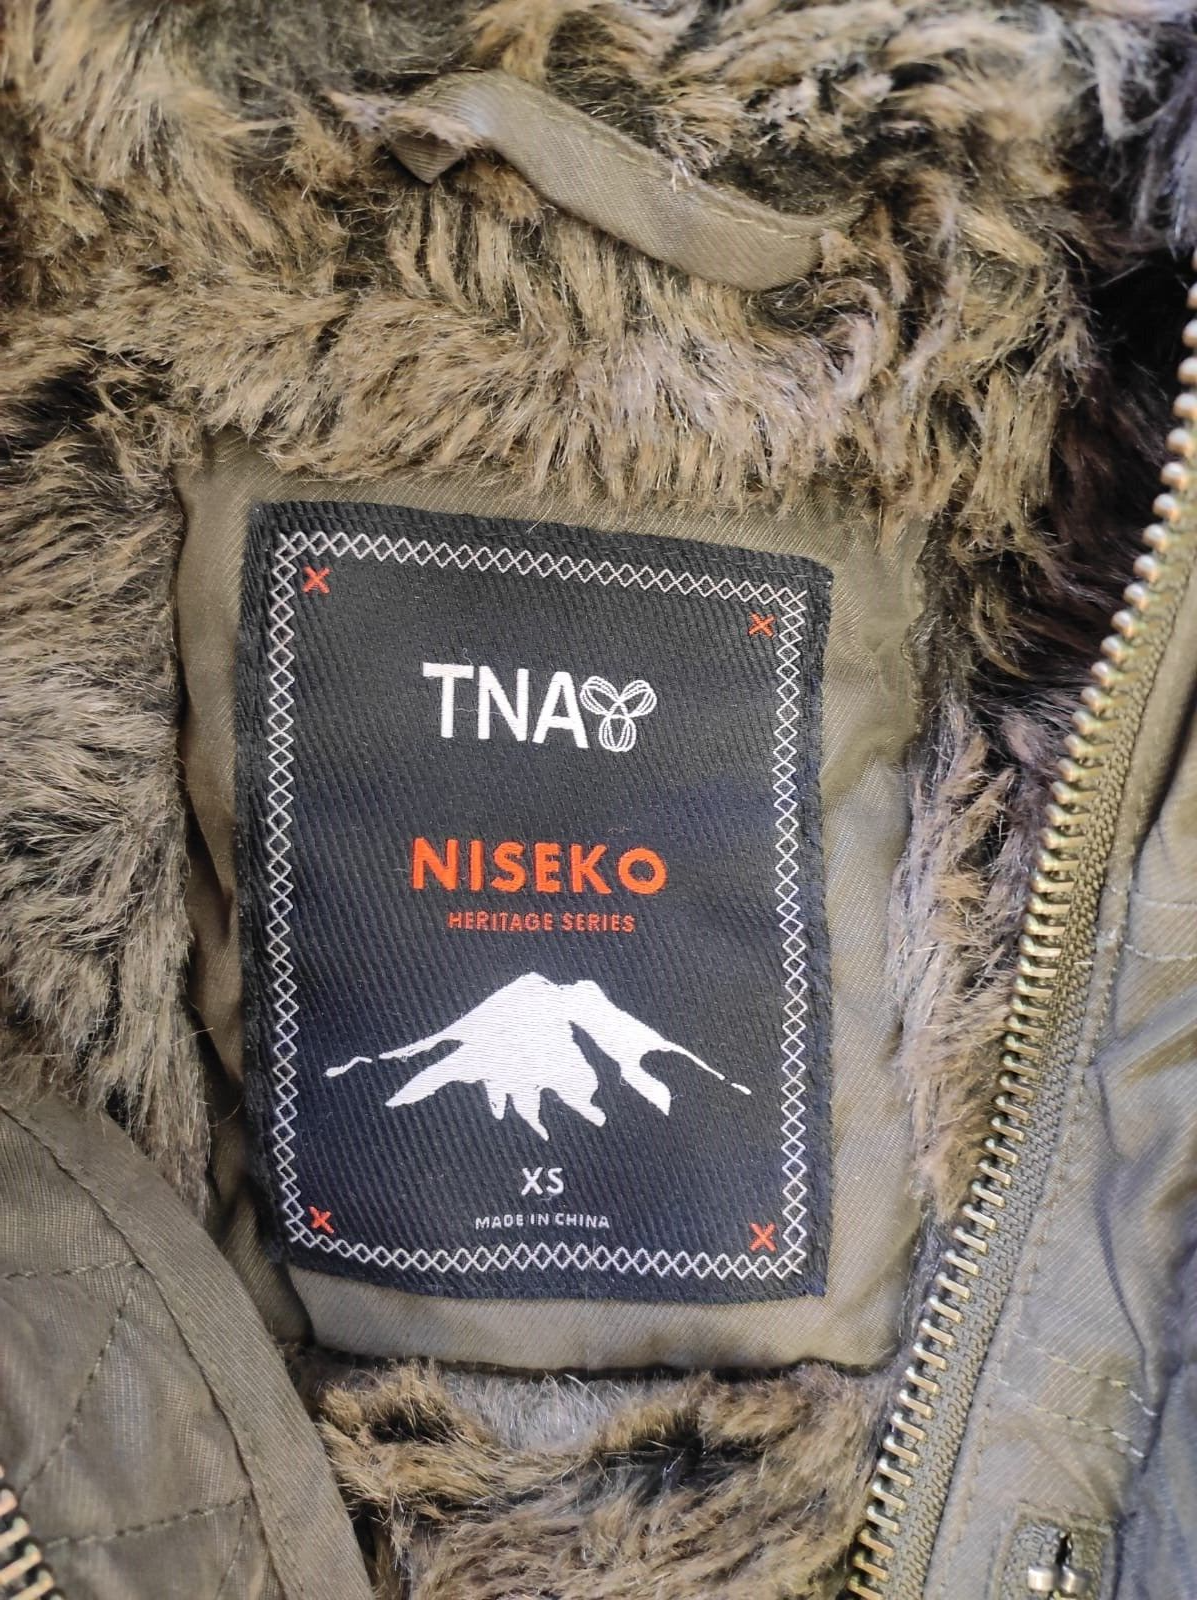 TNA
NISEKO
HERITAGE SERIES
XS
MADE IN CHINA